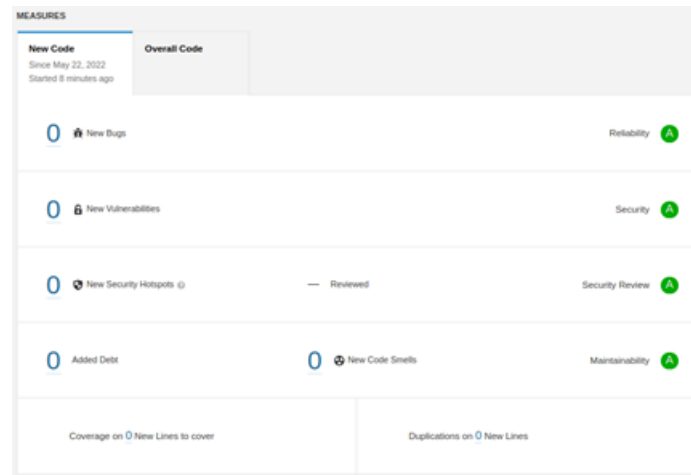 MEASURES
New Code Overall Code
Since May 22, 2022
Started 8 minutes ago
0 New Bugs Reliability A
0 New Vulnerabilities Security A
0 New Security Hotspots — Reviewed Security Review A
0 Added Debt 0 New Code Smells Maintainability A
Coverage on 0 New Lines to cover Duplications on 0 New Lines